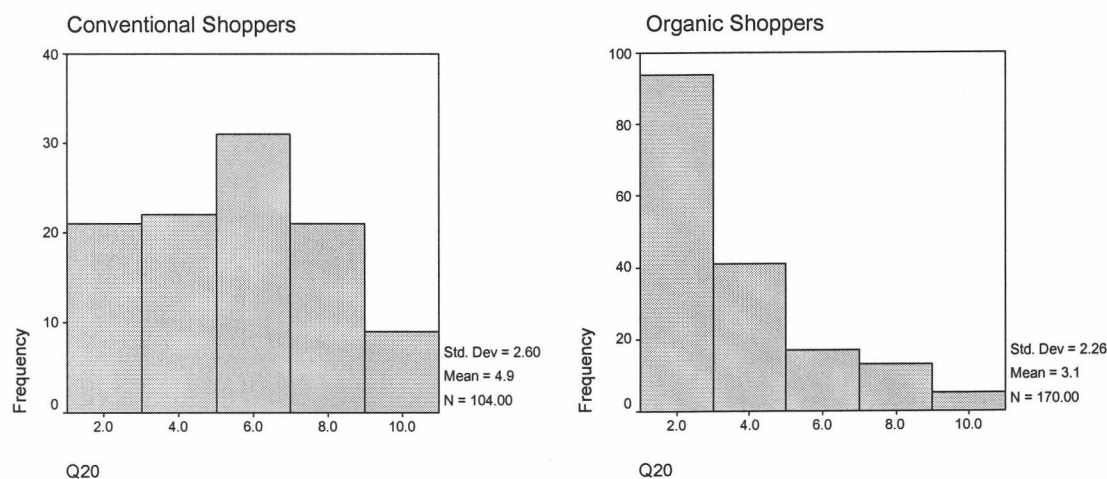 Conventional Shoppers
40
30
20
10
0
Frequency
2.0 4.0 6.0 8.0 10.0
Std. Dev = 2.60
Mean = 4.9
N = 104.00
Q20
Organic Shoppers
100
80
60
40
20
0
Frequency
2.0 4.0 6.0 8.0 10.0
Std. Dev = 2.26
Mean = 3.1
N = 170.00
Q20